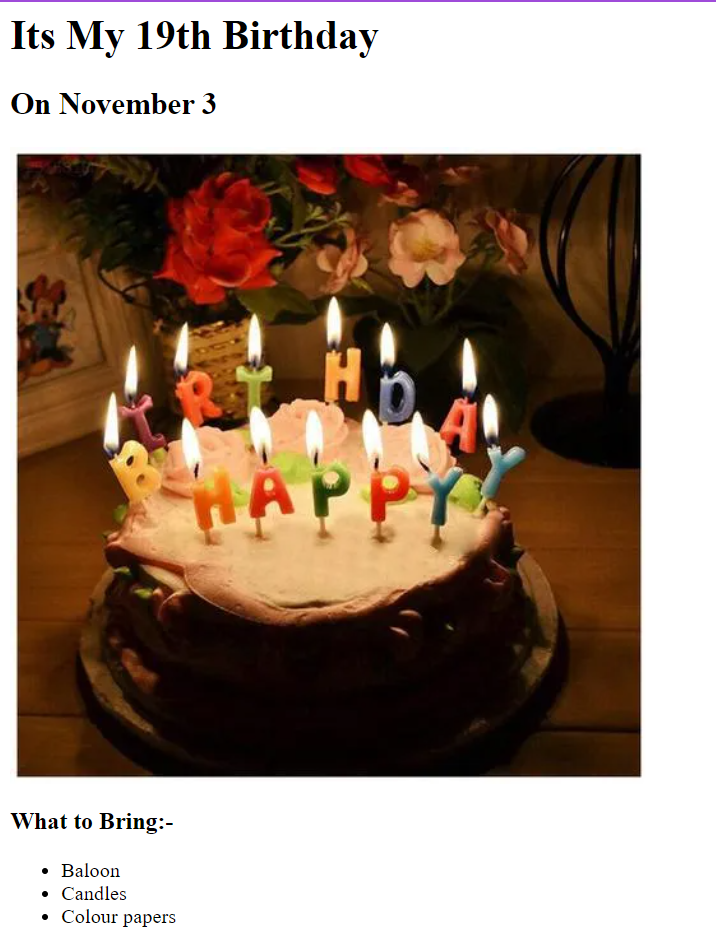 Its My 19th Birthday
On November 3
BIRTHDAY
HAPPY
What to Bring:-
Baloon
Candles
Colour papers